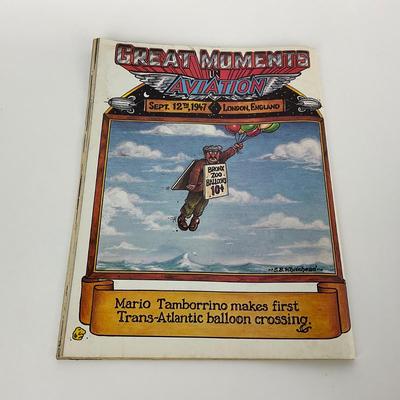 GREAT MOMENTS
IN
AVIATION
SEPT. 12TH, 1947
LONDON, ENGLAND
BRONX
ZOO
BALLOONS
10¢
S.B. Whitehead
Mario Tamborrino makes first
Trans-Atlantic balloon crossing.